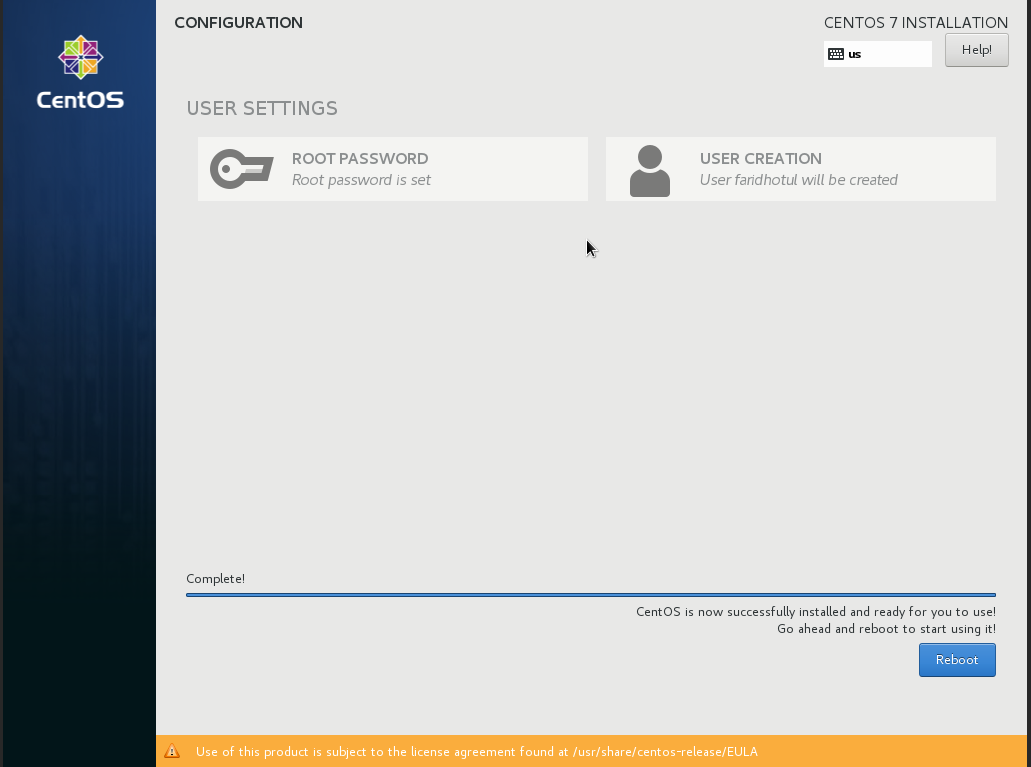 CentOS
CONFIGURATION
CENTOS 7 INSTALLATION
us
Help!
USER SETTINGS
ROOT PASSWORD
Root password is set
USER CREATION
User faridhotul will be created
Complete!
CentOS is now successfully installed and ready for you to use!
Go ahead and reboot to start using it!
Reboot
Use of this product is subject to the license agreement found at /usr/share/centos-release/EULA